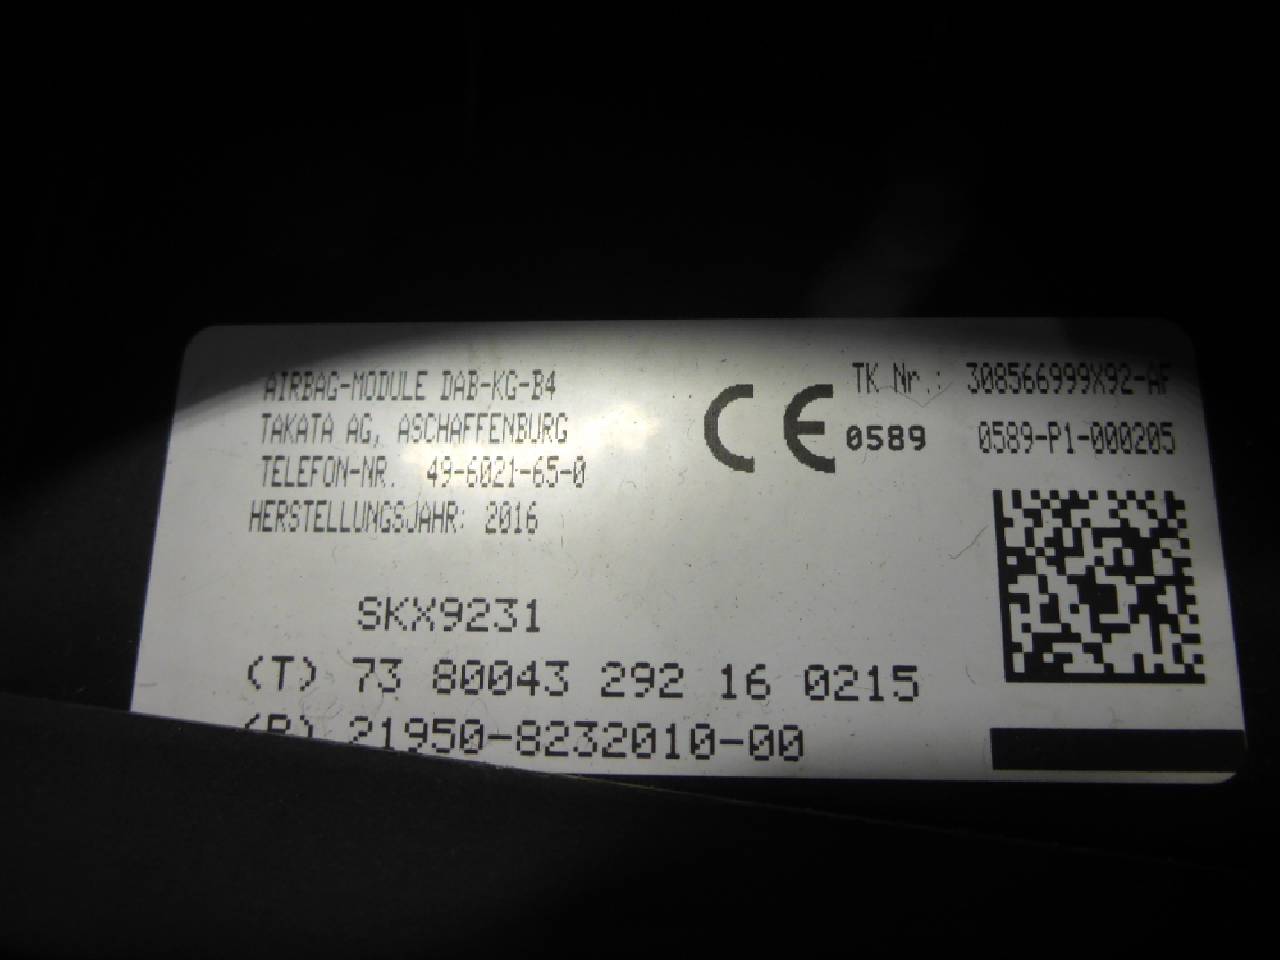 AIRBAG-MODULE DAB-KG-B4
TAKATA AG, ASCHAFFENBURG
TELEFON-NR. 49-6021-65-0
HERSTELLUNGSJAHR: 2016
CE 0589
TK Nr.: 308566999X92-AF
0589-P1-000205
SKX9231
(T) 73 80043 292 16 0215
(R) 21950-8232010-00